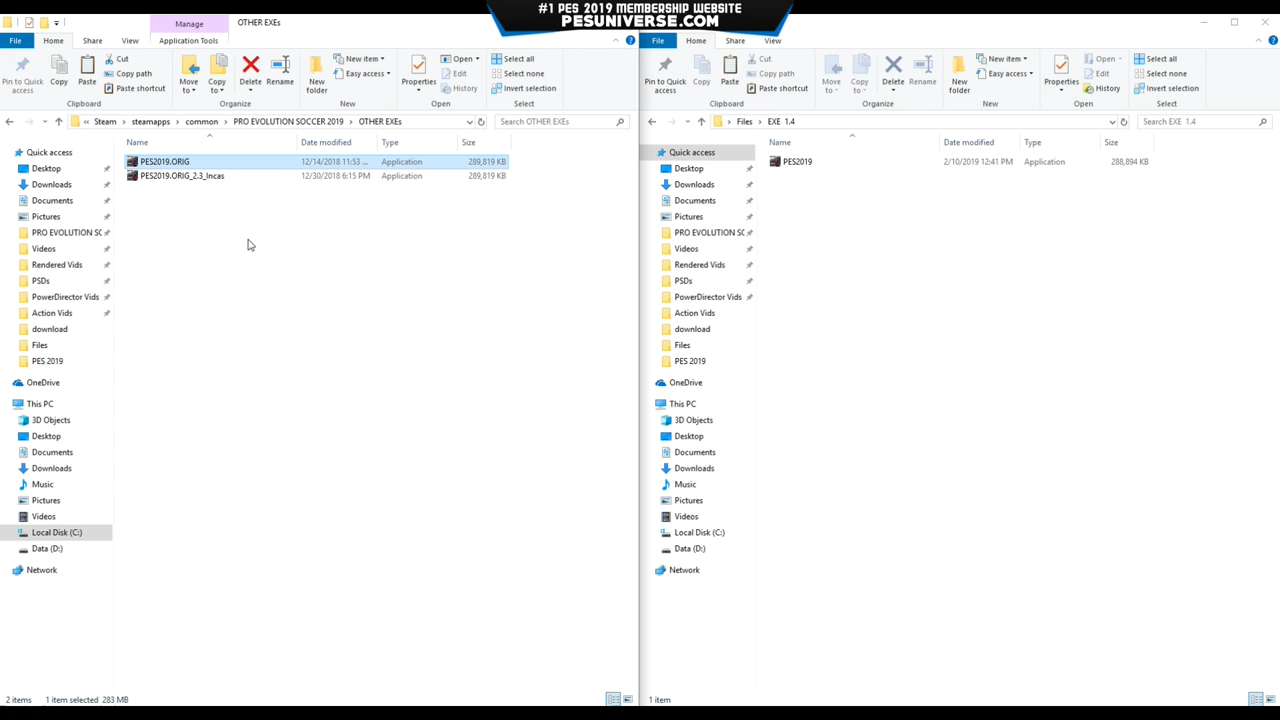 #1 PES 2019 MEMBERSHIP WEBSITE
PESUNIVERSE.COM
Manage
OTHER EXEs
File
Home
Share
View
Application Tools
Pin to Quick access
Copy
Paste
Cut
Copy path
Paste shortcut
Clipboard
Move to
Copy to
Delete
Rename
Organize
New folder
New item
Easy access
New
Properties
Open
Edit
History
Open
Select all
Select none
Invert selection
Select
« Steam > steamapps > common > PRO EVOLUTION SOCCER 2019 > OTHER EXEs
Search OTHER EXEs
Name
Date modified
Type
Size
PES2019.ORIG 12/14/2018 11:53 ... Application 289,819 KB
PES2019.ORIG_2.3_Incas 12/30/2018 6:15 PM Application 289,819 KB
Quick access
Desktop
Downloads
Documents
Pictures
PRO EVOLUTION SC
Videos
Rendered Vids
PSDs
PowerDirector Vids
Action Vids
download
Files
PES 2019
OneDrive
This PC
3D Objects
Desktop
Documents
Downloads
Music
Pictures
Videos
Local Disk (C:)
Data (D:)
Network
2 items 1 item selected 283 MB
File
Home
Share
View
Pin to Quick access
Copy
Paste
Cut
Copy path
Paste shortcut
Clipboard
Move to
Copy to
Delete
Rename
Organize
New folder
New item
Easy access
New
Properties
Open
Edit
History
Open
Select all
Select none
Invert selection
Select
Files > EXE 1.4
Search EXE 1.4
Name
Date modified
Type
Size
PES2019 2/10/2019 12:41 PM Application 288,894 KB
Quick access
Desktop
Downloads
Documents
Pictures
PRO EVOLUTION SC
Videos
Rendered Vids
PSDs
PowerDirector Vids
Action Vids
download
Files
PES 2019
OneDrive
This PC
3D Objects
Desktop
Documents
Downloads
Music
Pictures
Videos
Local Disk (C:)
Data (D:)
Network
1 item